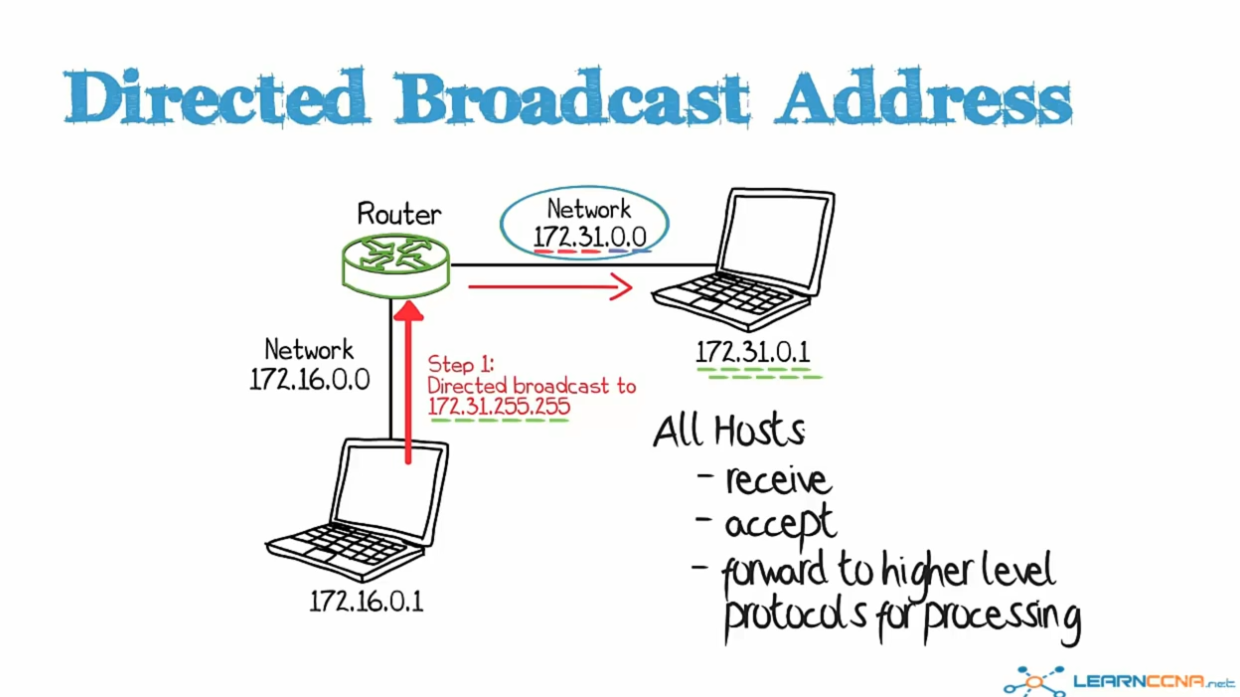 Directed Broadcast Address
Router
Network
172.31.0.0
172.31.0.1
Network
172.16.0.0
Step 1:
Directed broadcast to
172.31.255.255
172.16.0.1
All Hosts
- receive
- accept
- forward to higher level
protocols for processing
LEARNCCNA.net